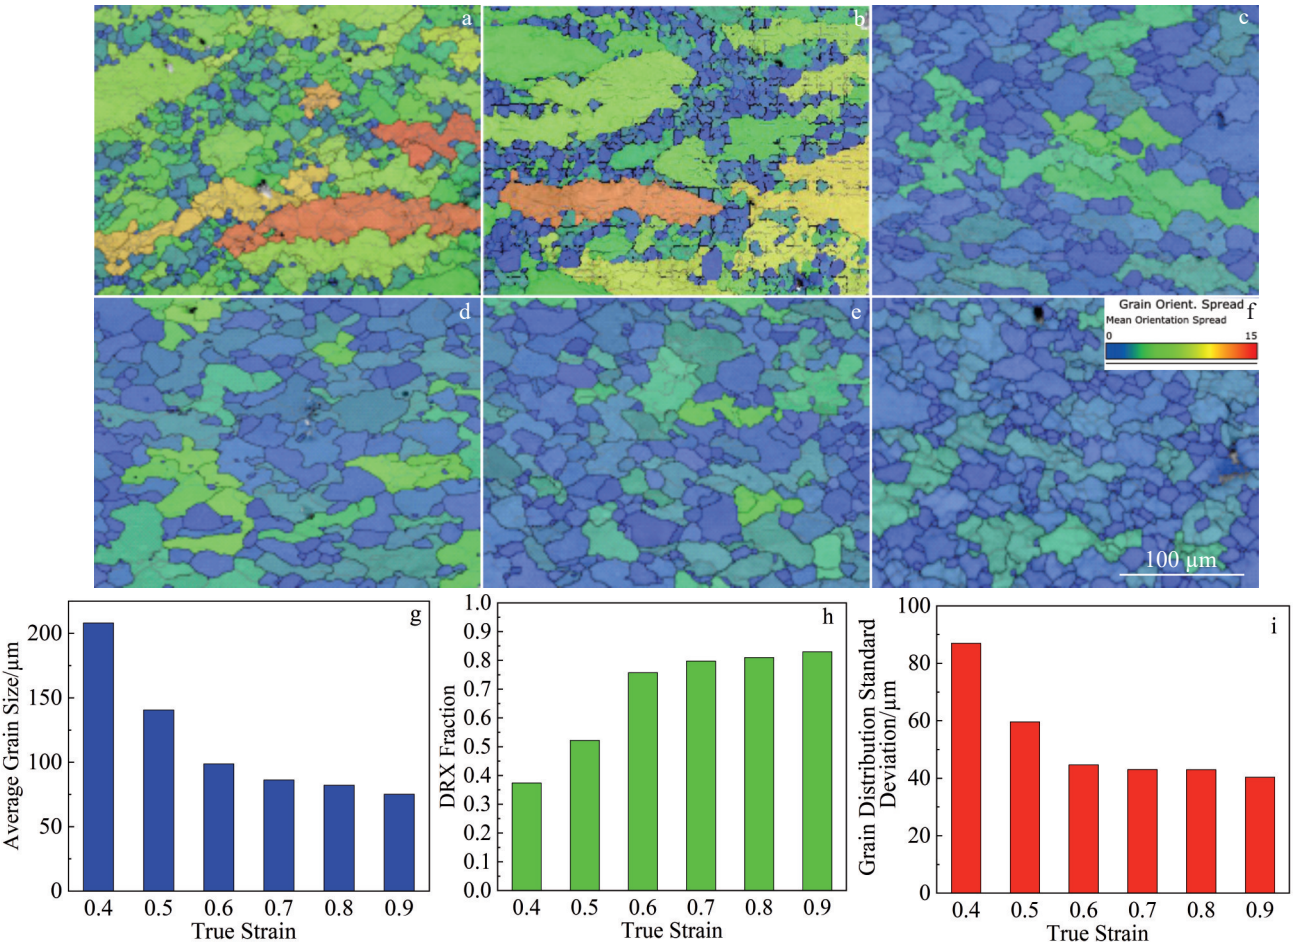 a
b
c
d
e
f
Grain Orient. Spread
Mean Orientation Spread
0 15
100 μm
g
200
150
100
50
0
0.4 0.5 0.6 0.7 0.8 0.9
True Strain
Average Grain Size/μm
h
1.0
0.9
0.8
0.7
0.6
0.5
0.4
0.3
0.2
0.1
0.0
0.4 0.5 0.6 0.7 0.8 0.9
True Strain
DRX Fraction
i
100
80
60
40
20
0
0.4 0.5 0.6 0.7 0.8 0.9
True Strain
Grain Distribution Standard
Deviation/μm